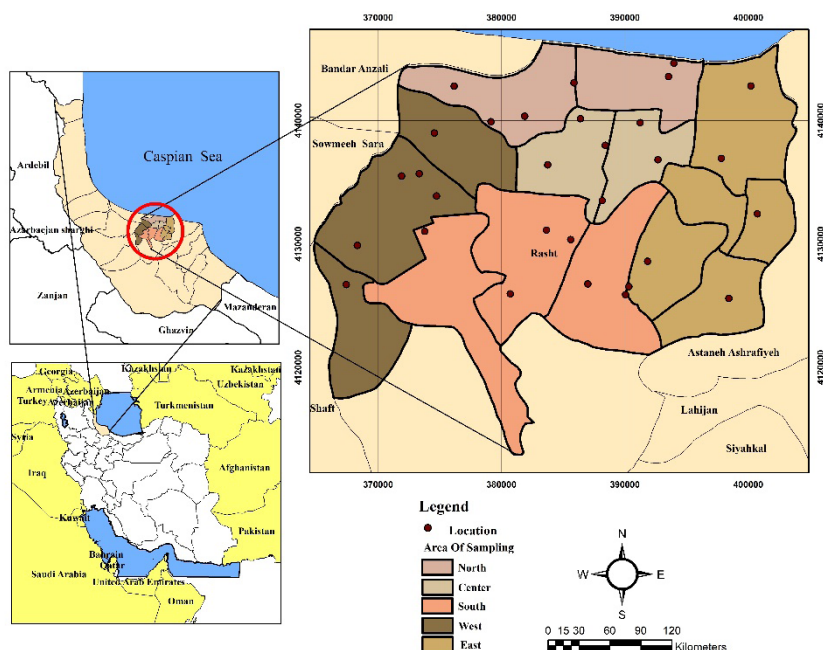 370000 380000 390000 400000
Bandar Anzali
4140000
4140000
Sowmeeh Sara
4130000
4130000
Rasht
4120000
4120000
Astaneh Ashrafiyeh
Shaft
Lahijan
Siyahkal
370000 380000 390000 400000
Caspian Sea
Ardebil
Azarbaejan sharghi
Zanjan
Mazanderan
Ghazvin
Georgia
Kazakhstan
Kazakhstan
Uzbekistan
Armenia
Azerbaijan
Turkey
Turkmenistan
Syria
Iraq
Afghanistan
Kuwait
Pakistan
Bahrain
Qatar
Saudi Arabia
United Arab Emirates
Oman
Legend
Location
Area Of Sampling
North
Center
South
West
East
N
W E
S
0 15 30 60 90 120
Kilometers